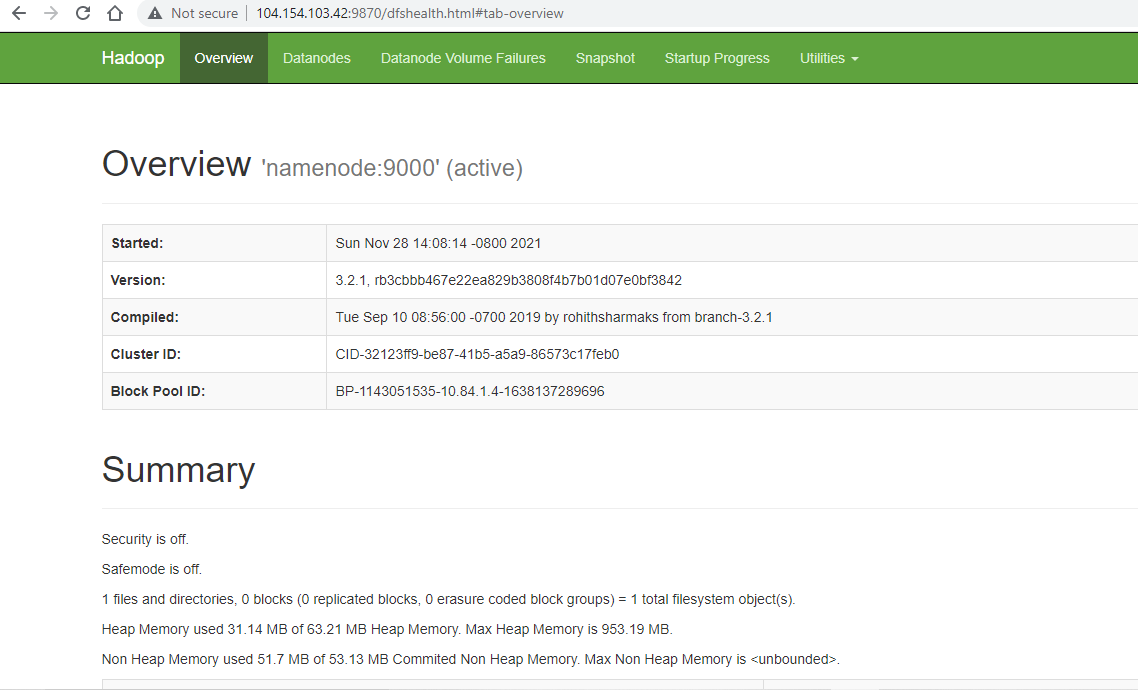 Not secure | 104.154.103.42:9870/dfshealth.html#tab-overview
Hadoop Overview Datanodes Datanode Volume Failures Snapshot Startup Progress Utilities
Overview 'namenode:9000' (active)
Started: Sun Nov 28 14:08:14 -0800 2021
Version: 3.2.1, rb3cbbb467e22ea829b3808f4b7b01d07e0bf3842
Compiled: Tue Sep 10 08:56:00 -0700 2019 by rohithsharmaks from branch-3.2.1
Cluster ID: CID-32123ff9-be87-41b5-a5a9-86573c17feb0
Block Pool ID: BP-1143051535-10.84.1.4-1638137289696
Summary
Security is off.
Safemode is off.
1 files and directories, 0 blocks (0 replicated blocks, 0 erasure coded block groups) = 1 total filesystem object(s).
Heap Memory used 31.14 MB of 63.21 MB Heap Memory. Max Heap Memory is 953.19 MB.
Non Heap Memory used 51.7 MB of 53.13 MB Commited Non Heap Memory. Max Non Heap Memory is <unbounded>.